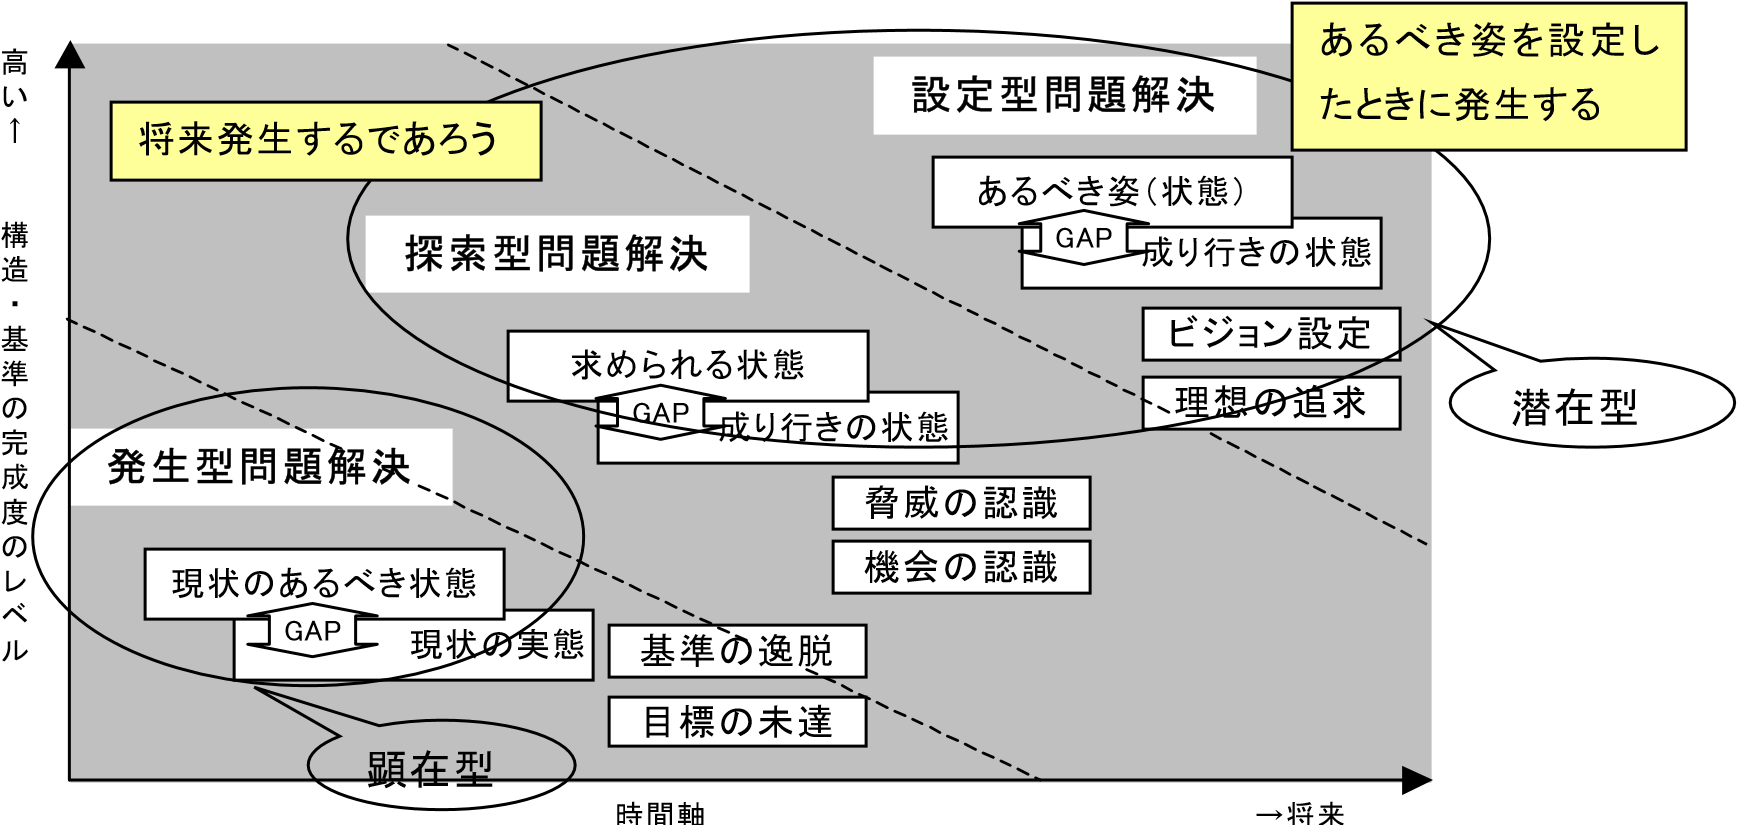 あるべき姿を設定し
たときに発生する
設定型問題解決
将来発生するであろう
あるべき姿（状態）
GAP
成り行きの状態
探索型問題解決
ビジョン設定
理想の追求
潜在型
求められる状態
GAP
成り行きの状態
脅威の認識
機会の認識
発生型問題解決
現状のあるべき状態
GAP
現状の実態
基準の逸脱
目標の未達
顕在型
高い→
構造・基準の完成度のレベル
時間軸
→将来